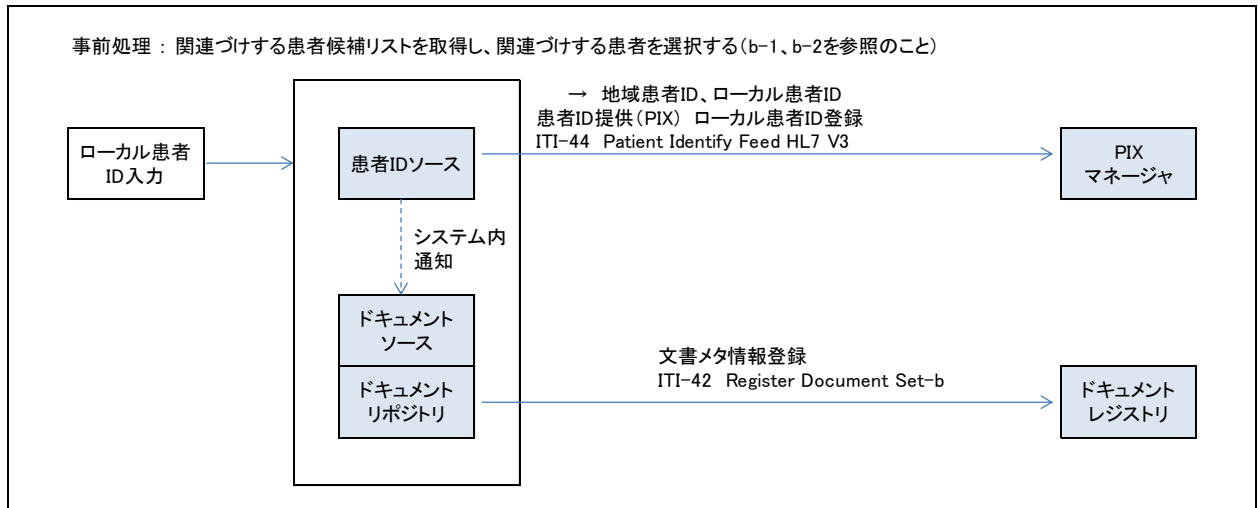 事前処理 : 関連づけする患者候補リストを取得し、関連づけする患者を選択する(b-1、b-2を参照のこと)
→ 地域患者ID、ローカル患者ID
患者ID提供(PIX) ローカル患者ID登録
ITI-44 Patient Identify Feed HL7 V3
ローカル患者
ID入力
患者IDソース
PIX
マネージャ
システム内
通知
ドキュメント
ソース
ドキュメント
リポジトリ
文書メタ情報登録
ITI-42 Register Document Set-b
ドキュメント
レジストリ